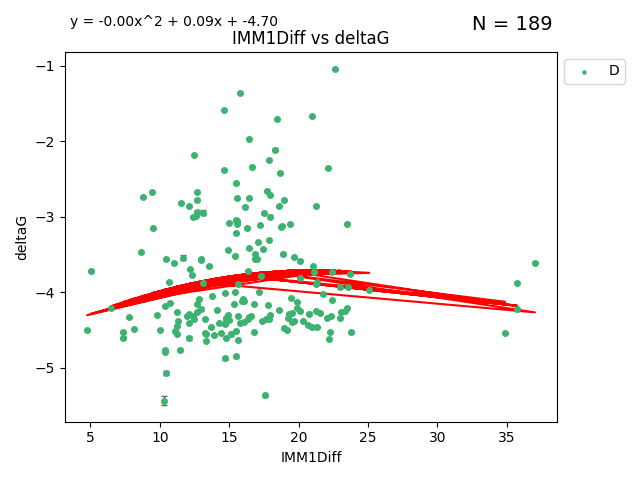 y = -0.00x^2 + 0.09x + -4.70
N = 189
IMM1Diff vs deltaG
D
deltaG
−1
−2
−3
−4
−5
5 10 15 20 25 30 35
IMM1Diff